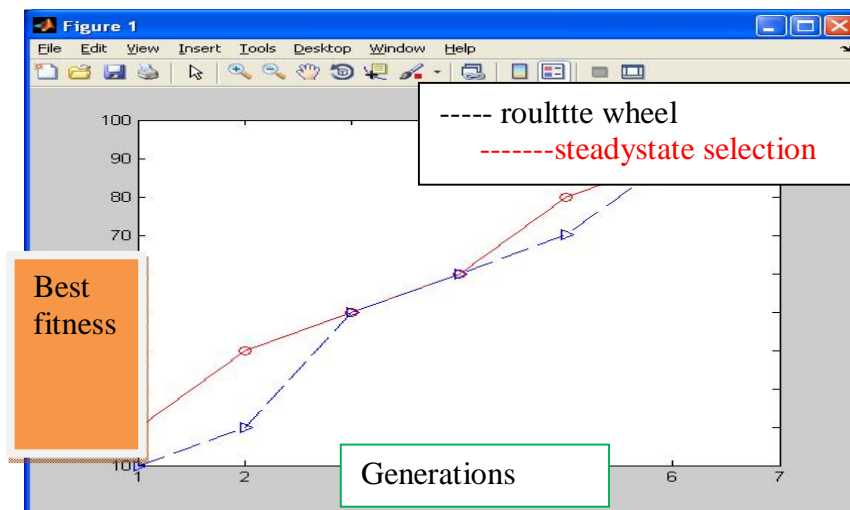 Figure 1
File Edit View Insert Tools Desktop Window Help
----- roulttte wheel
-------steadystate selection
100
90
80
70
Best
fitness
10
1 2 6 7
Generations